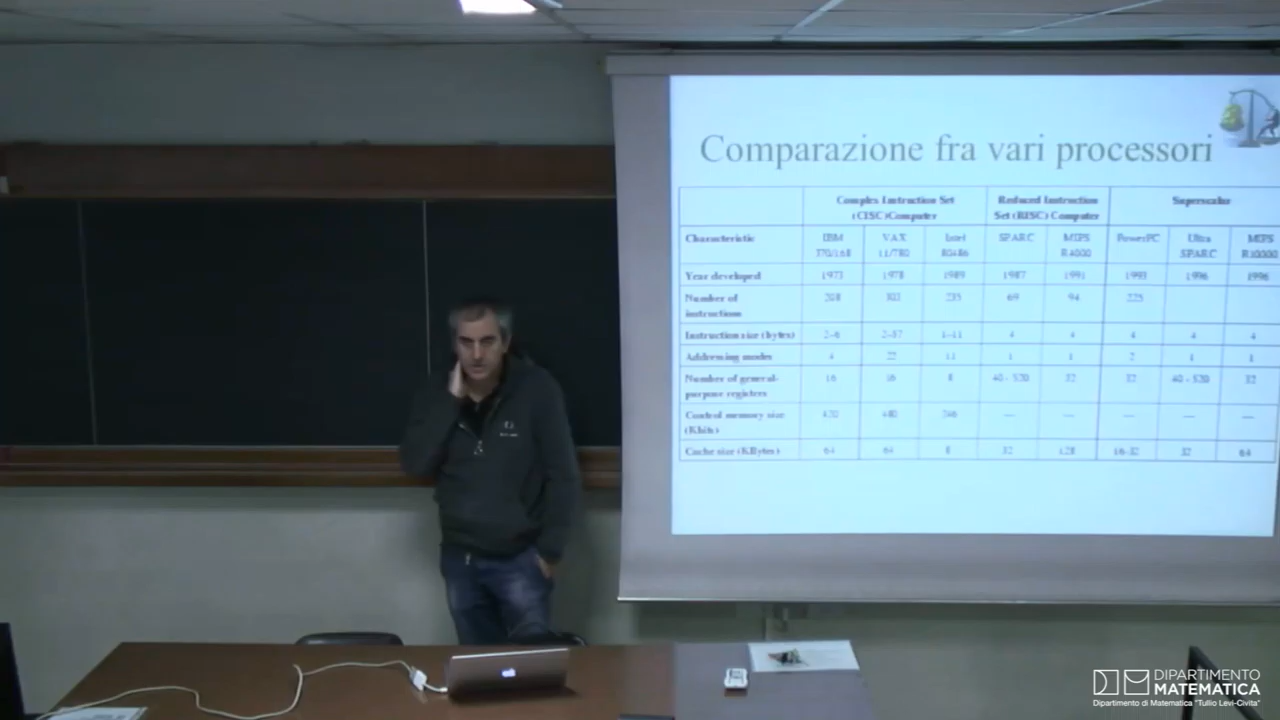 Comparazione fra vari processori
Complex Instruction Set (CISC)Computer
Reduced Instruction Set (RISC) Computer
Superscalar
Characteristic IBM 370/168 VAX 11/780 Intel 80486 SPARC MIPS R4000 PowerPC Ultra SPARC MIPS R10000
Year developed 1973 1978 1989 1987 1991 1993 1996 1996
Number of instructions 208 303 235 69 94 225
Instruction size (bytes) 2–6 2–57 1–11 4 4 4 4 4
Addressing modes 4 22 11 1 1 2 1 1
Number of general-purpose registers 16 16 8 40 - 520 32 32 40 - 520 32
Control memory size (Kbits) 420 480 246 — — — — —
Cache size (KBytes) 64 64 8 32 128 16-32 32 64
DIPARTIMENTO
MATEMATICA
Dipartimento di Matematica "Tullio Levi-Civita"